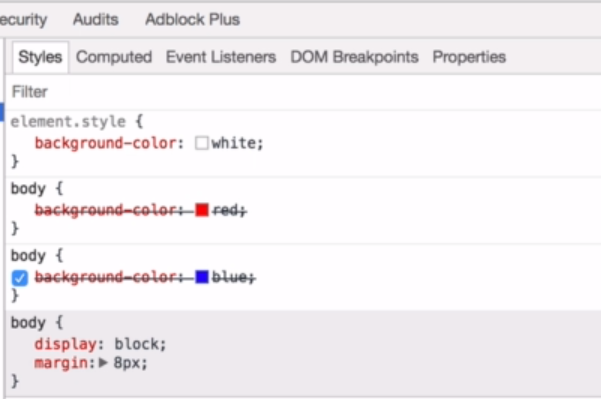 ecurity Audits Adblock Plus
Styles Computed Event Listeners DOM Breakpoints Properties
Filter
element.style {
background-color: white;
}
body {
background-color: red;
}
body {
background-color: blue;
}
body {
display: block;
margin: 8px;
}